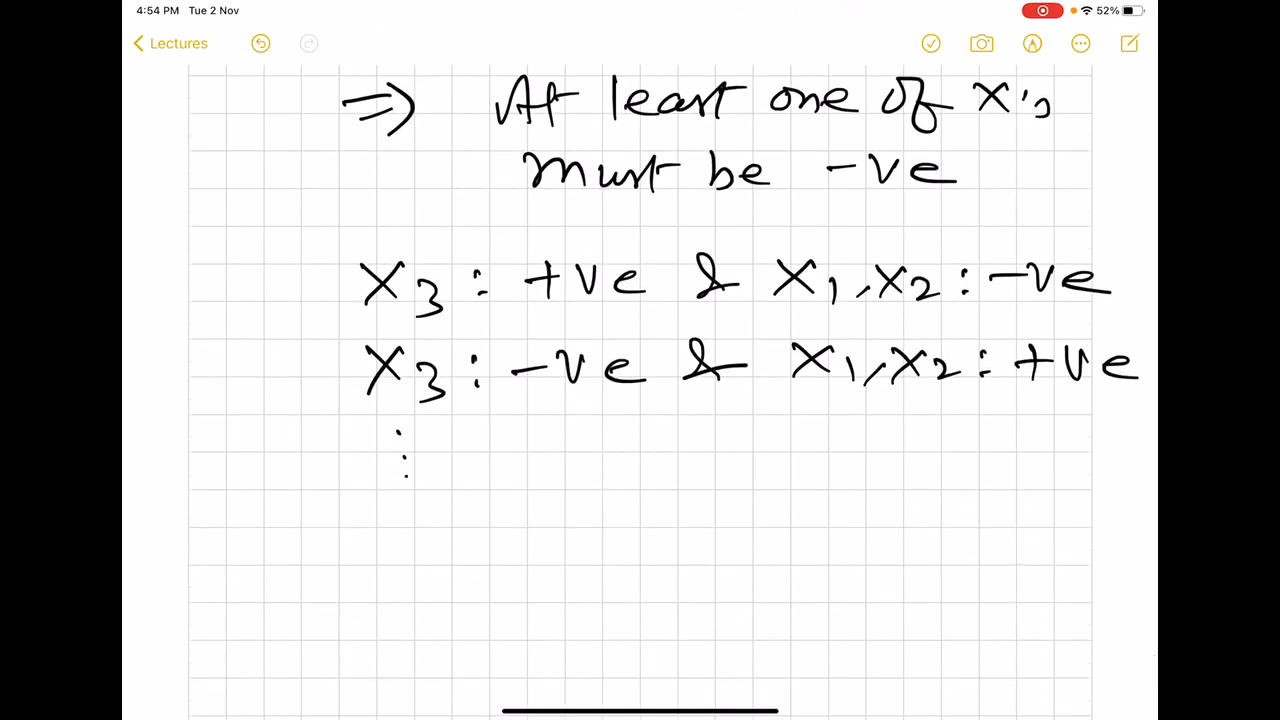 4:54 PM Tue 2 Nov 52%
Lectures
⇒ At least one of X's
must be -ve
X3 : +ve & X1, X2 : -ve
X3 : -ve & X1, X2 : +ve
⋮